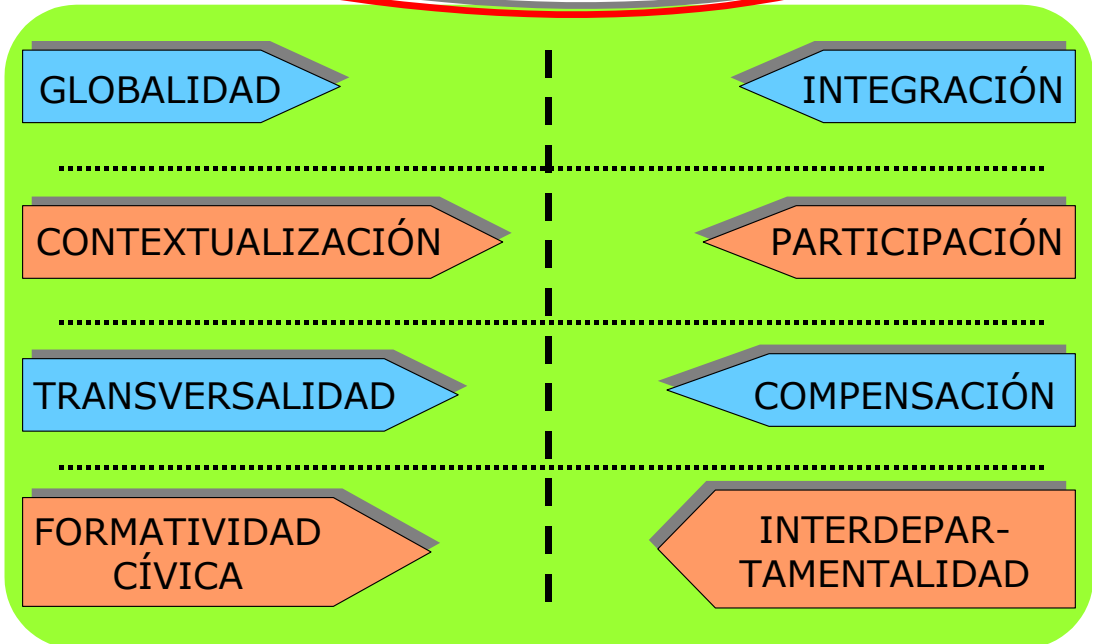 GLOBALIDAD
INTEGRACIÓN
CONTEXTUALIZACIÓN
PARTICIPACIÓN
TRANSVERSALIDAD
COMPENSACIÓN
FORMATIVIDAD
CÍVICA
INTERDEPAR-
TAMENTALIDAD